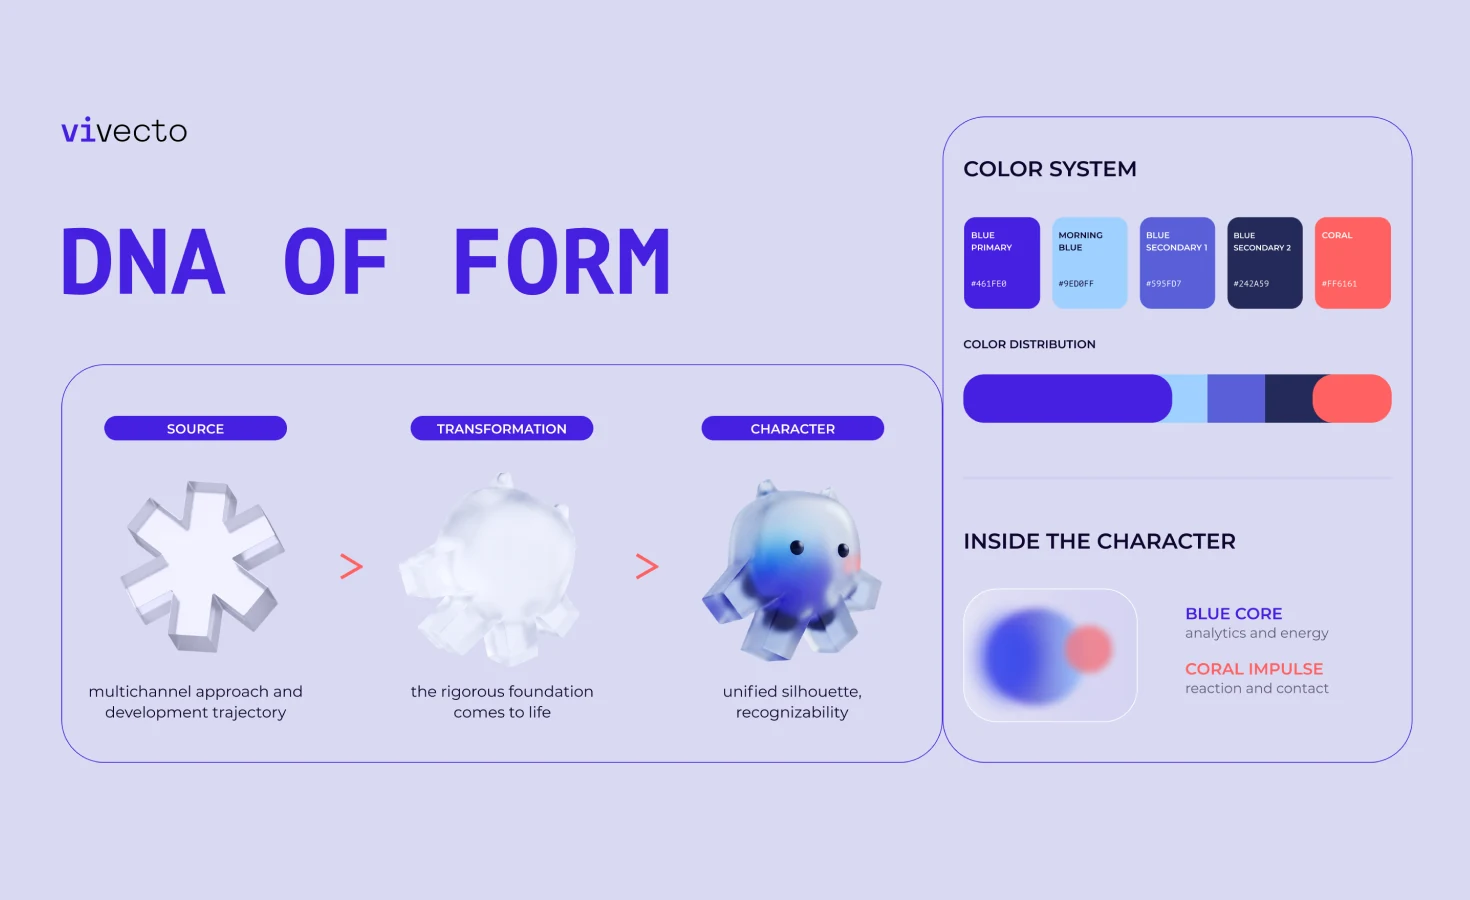 vivecto
DNA OF FORM
SOURCE
multichannel approach and
development trajectory
>
TRANSFORMATION
the rigorous foundation
comes to life
>
CHARACTER
unified silhouette,
recognizability
COLOR SYSTEM
BLUE
PRIMARY
#461FE0
MORNING
BLUE
#9ED0FF
BLUE
SECONDARY 1
#595FD7
BLUE
SECONDARY 2
#242A59
CORAL
#FF6161
COLOR DISTRIBUTION
INSIDE THE CHARACTER
BLUE CORE
analytics and energy
CORAL IMPULSE
reaction and contact